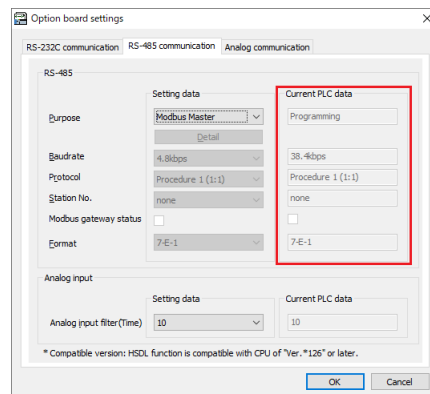 Option board settings
RS-232C communication RS-485 communication Analog communication
RS-485
Setting data Current PLC data
Purpose Modbus Master Programming
Detail
Baudrate 4.8kbps 38.4kbps
Protocol Procedure 1 (1:1) Procedure 1 (1:1)
Station No. none none
Modbus gateway status
Format 7-E-1 7-E-1
Analog input
Setting data Current PLC data
Analog input filter(Time) 10 10
* Compatible version: HSDL function is compatible with CPU of "Ver.*126" or later.
OK Cancel